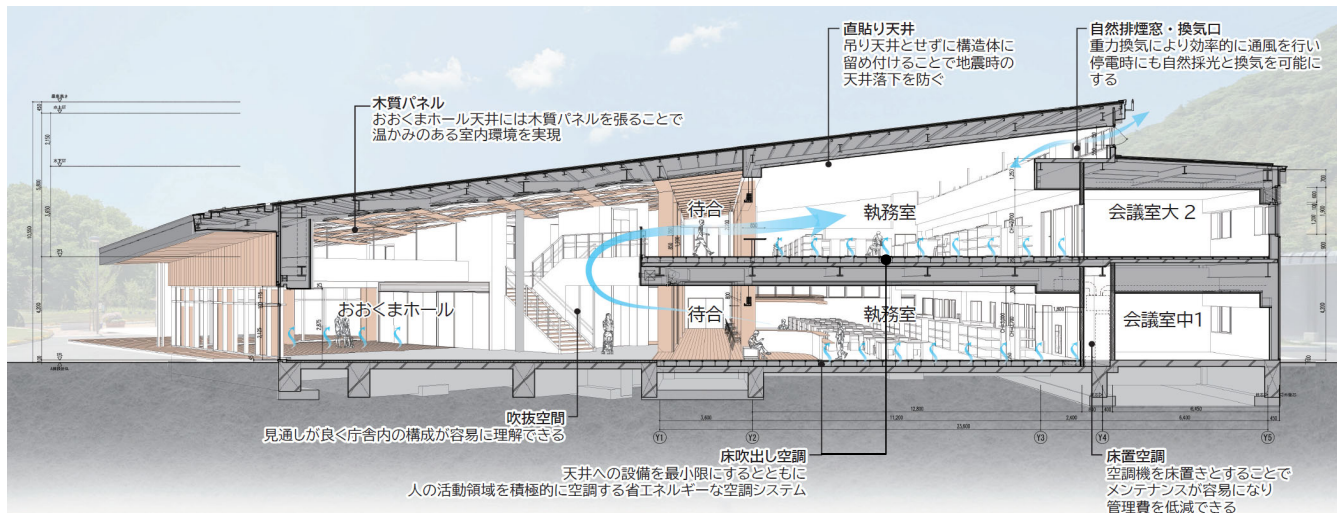 直貼り天井
吊り天井とせずに構造体に
留め付けることで地震時の
天井落下を防ぐ
自然排煙窓・換気口
重力換気により効率的に通風を行い
停電時にも自然採光と換気を可能に
する
木質パネル
おおくまホール天井には木質パネルを張ることで
温かみのある室内環境を実現
待合
執務室
会議室大 2
おおくまホール
待合
執務室
会議室中1
吹抜空間
見通しが良く庁舎内の構成が容易に理解できる
床吹出し空調
天井への設備を最小限にするとともに
人の活動領域を積極的に空調する省エネルギーな空調システム
床置空調
空調機を床置きとすることで
メンテナンスが容易になり
管理費を低減できる
Y1
Y2
Y3
Y4
Y5